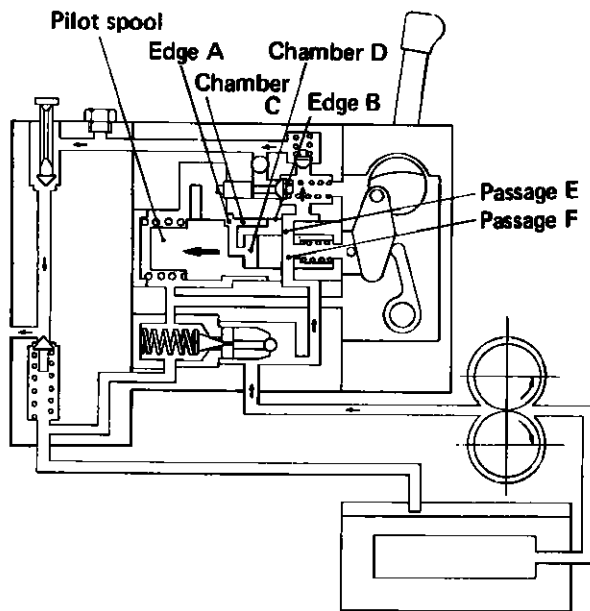 Pilot spool
Edge A
Chamber D
Chamber
C
Edge B
Passage E
Passage F